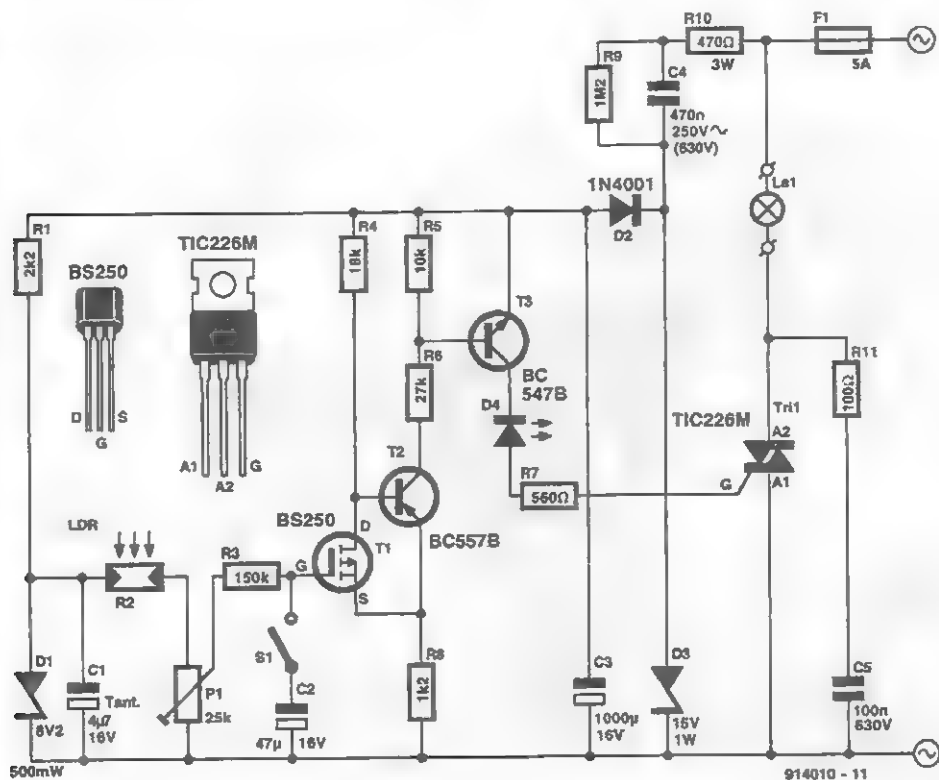 R10
470Ω
3W
F1
5A
R9
1M2
C4
470n
250V~
(630V)
La1
1N4001
D2
R1
2k2
BS250
D
G
S
TIC226M
A1
A2
G
R4
18k
R5
10k
T3
BC
547B
R6
27k
D4
R7
560Ω
TIC226M
Tri1
A2
A1
G
R11
100Ω
T2
BC557B
BS250
D
T1
G
S
LDR
R2
R3
150k
S1
D1
8V2
500mW
C1
Tant.
4µ7
16V
P1
25k
C2
47µ
16V
R8
1k2
C3
1000µ
16V
D3
15V
1W
C5
100n
630V
914010 - 11